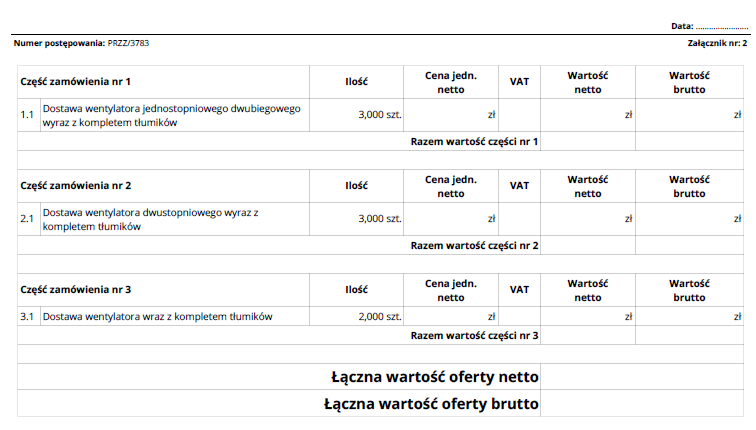 Data: ........................
Numer postępowania: PRZZ/3783 Załącznik nr: 2
Część zamówienia nr 1 Ilość Cena jedn. netto VAT Wartość netto Wartość brutto
1.1 Dostawa wentylatora jednostopniowego dwubiegowego
wyraz z kompletem tłumików 3,000 szt. zł zł zł
Razem wartość części nr 1
Część zamówienia nr 2 Ilość Cena jedn. netto VAT Wartość netto Wartość brutto
2.1 Dostawa wentylatora dwustopniowego wyraz z
kompletem tłumików 3,000 szt. zł zł zł
Razem wartość części nr 2
Część zamówienia nr 3 Ilość Cena jedn. netto VAT Wartość netto Wartość brutto
3.1 Dostawa wentylatora wraz z kompletem tłumików 2,000 szt. zł zł zł
Razem wartość części nr 3
Łączna wartość oferty netto
Łączna wartość oferty brutto